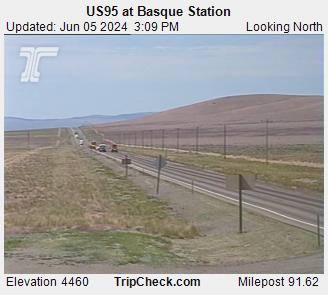 US95 at Basque Station
Updated: Jun 05 2024  3:09 PM
Looking North
Elevation 4460
TripCheck.com
Milepost 91.62